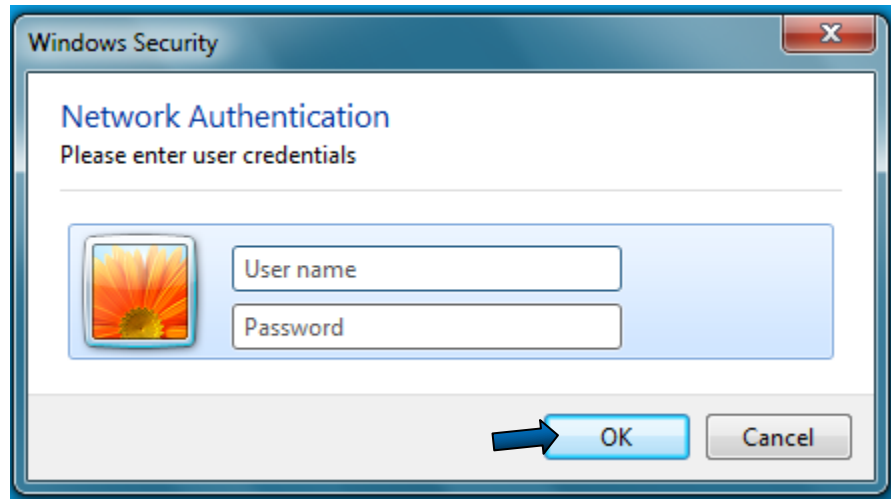 Windows Security
Network Authentication
Please enter user credentials
User name
Password
OK
Cancel